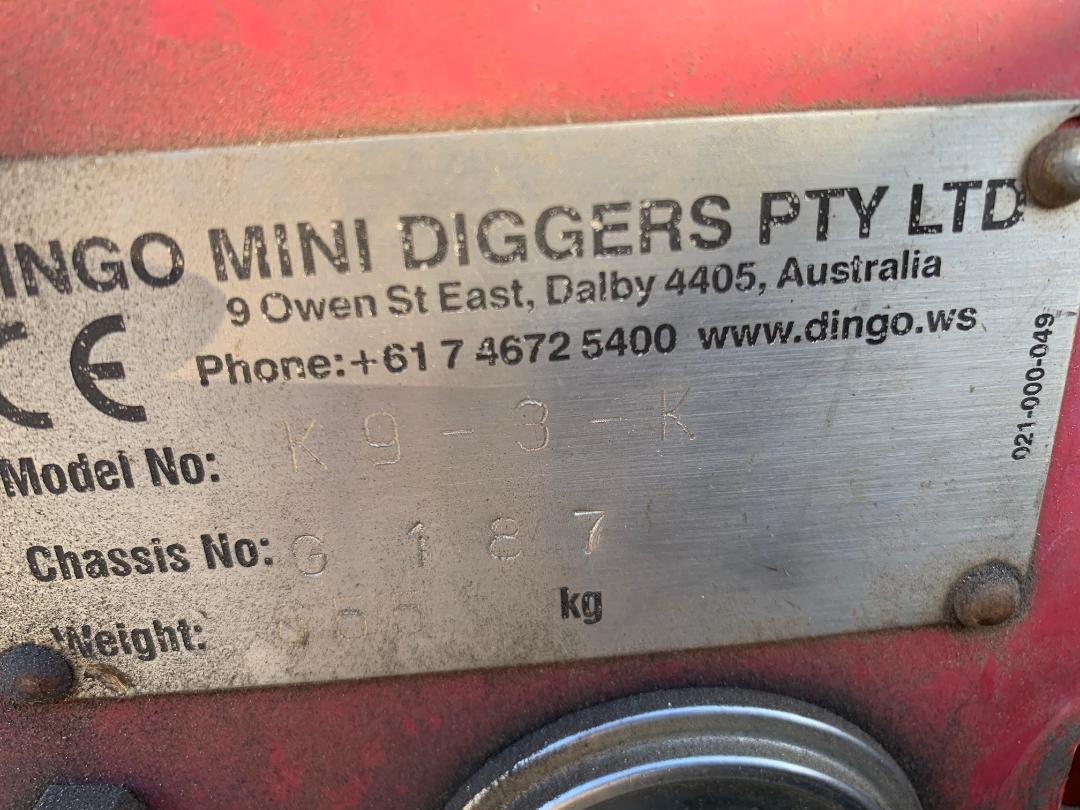 INGO MINI DIGGERS PTY LTD
9 Owen St East, Dalby 4405, Australia
Phone:+61 7 4672 5400 www.dingo.ws
CE
Model No: K9-3-K
Chassis No: G 187
Weight: kg
021-000-049